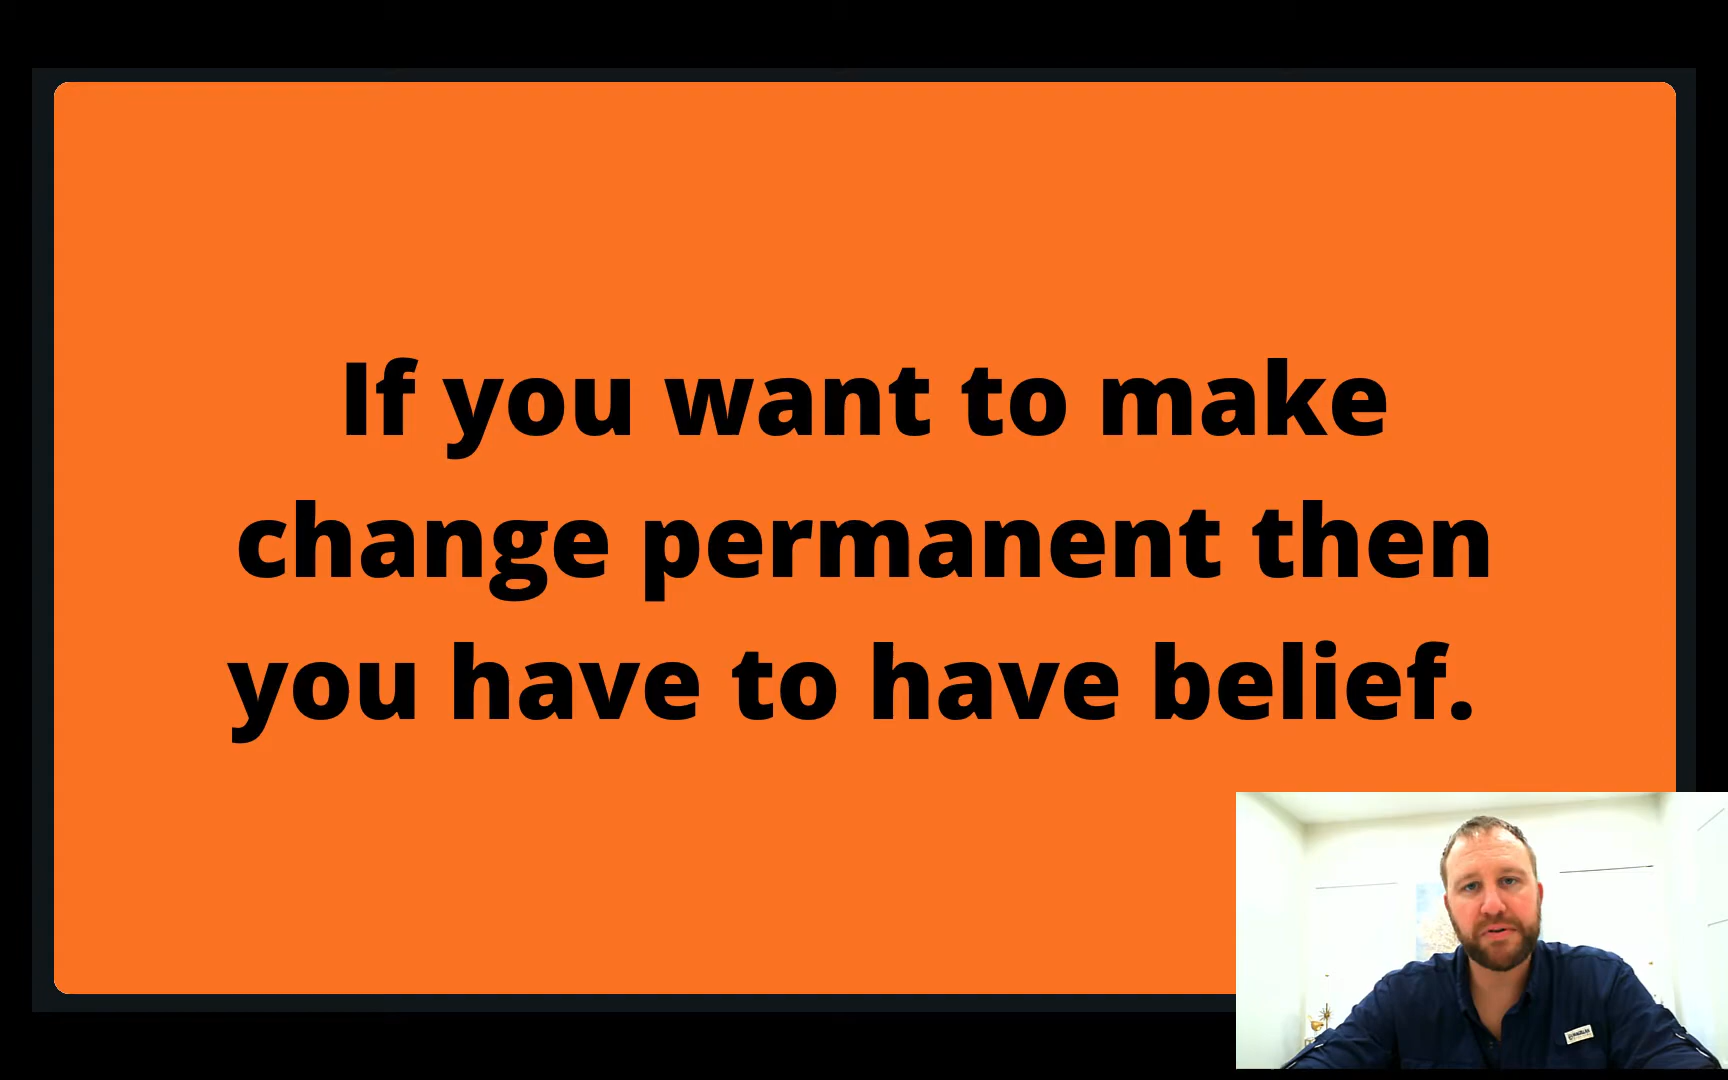 If you want to make
change permanent then
you have to have belief.